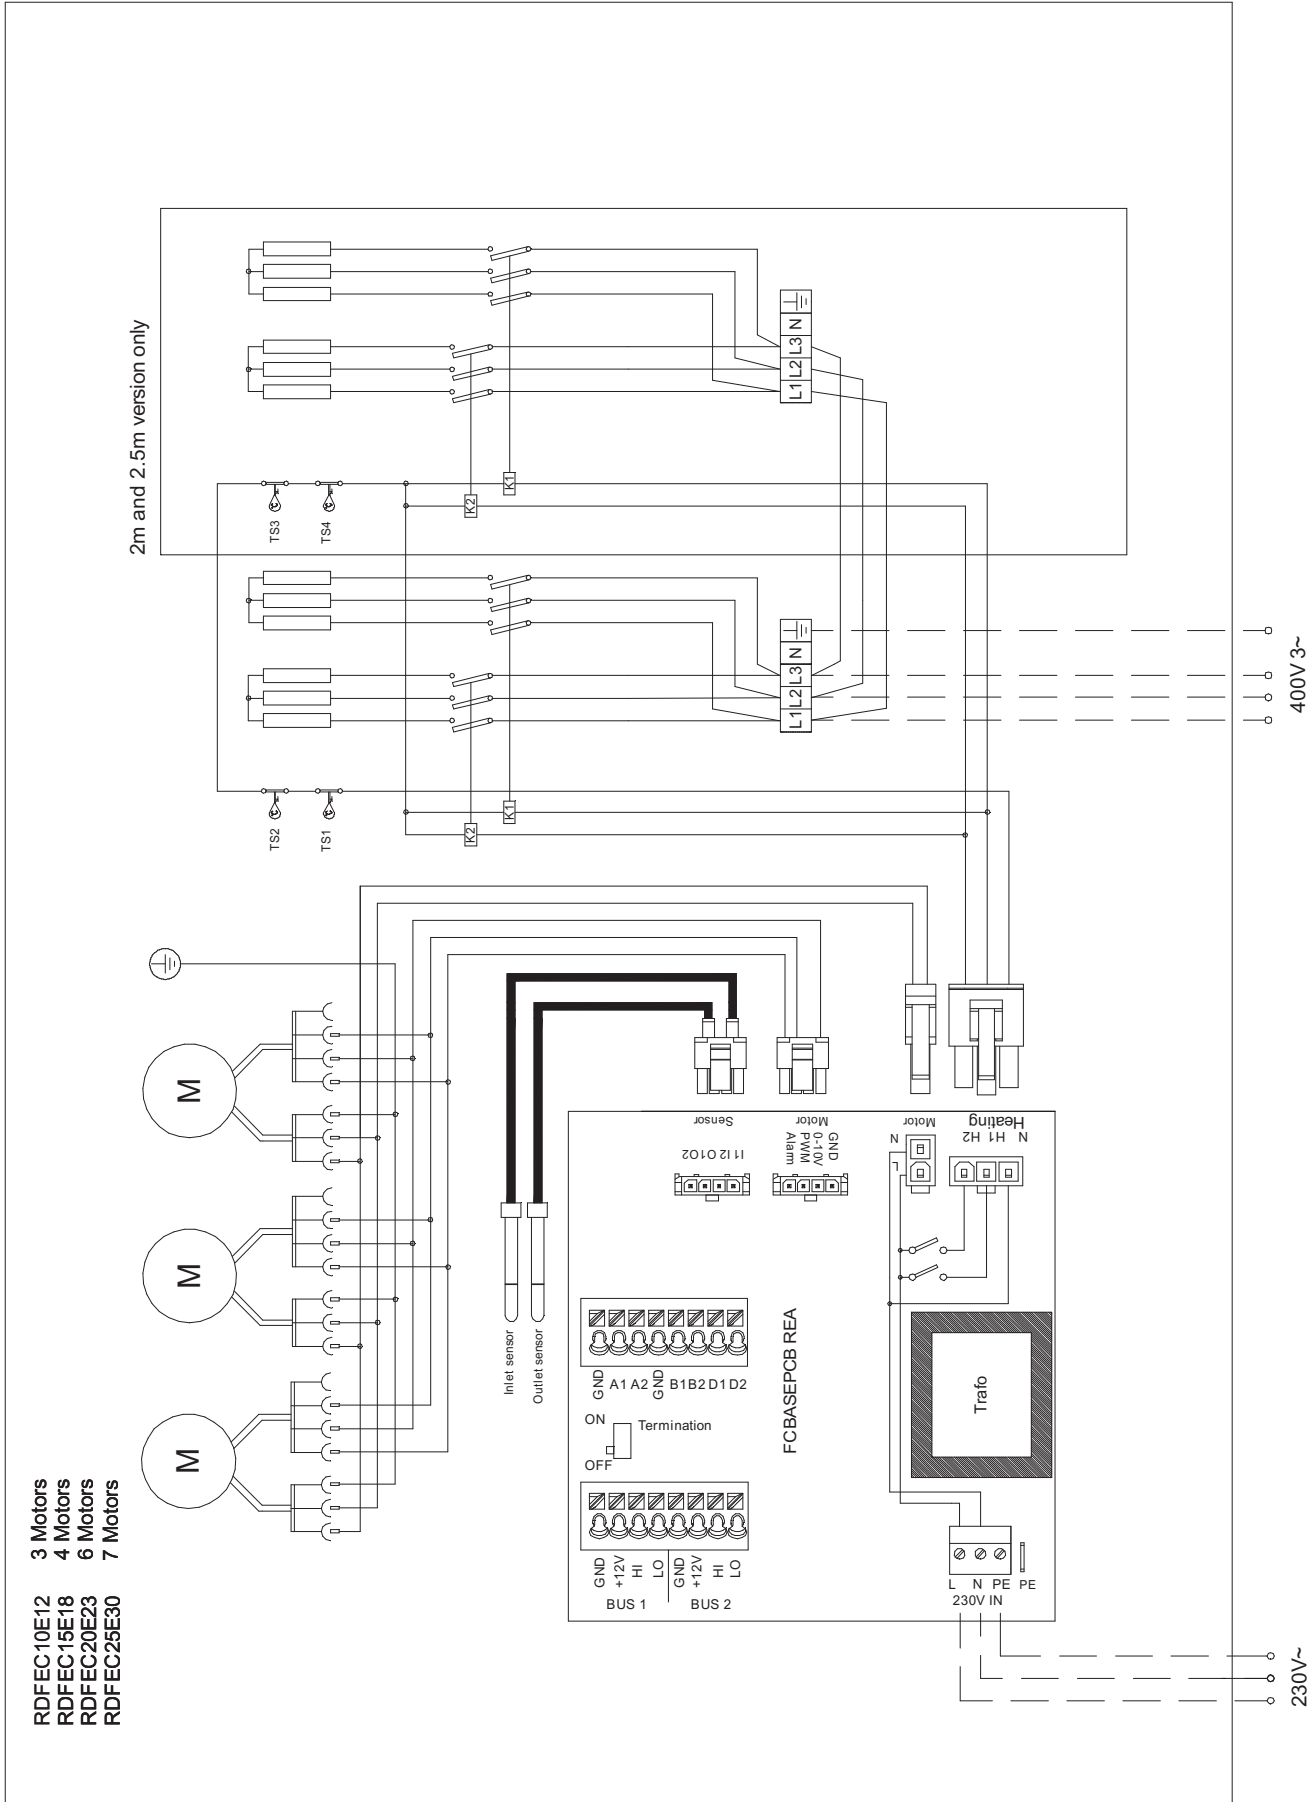 2m and 2.5m version only
L1 L2 L3 N
K1
K2
TS3
TS4
L1 L2 L3 N
K1
K2
TS2
TS1
400V 3~
M
M
M
Sensor
I1 I2 O1 O2
Motor
GND
0-10V
PWM
Alarm
Motor
N
L
Heating
N
H1
H2
Inlet sensor
Outlet sensor
GND A1 A2 GND B1 B2 D1 D2
FCBASEPCB REA
ON
Termination
OFF
Trafo
GND +12V HI LO GND +12V HI LO
BUS 1 BUS 2
L N PE PE
230V IN
230V~
RDFEC10E12 3 Motors
RDFEC15E18 4 Motors
RDFEC20E23 6 Motors
RDFEC25E30 7 Motors